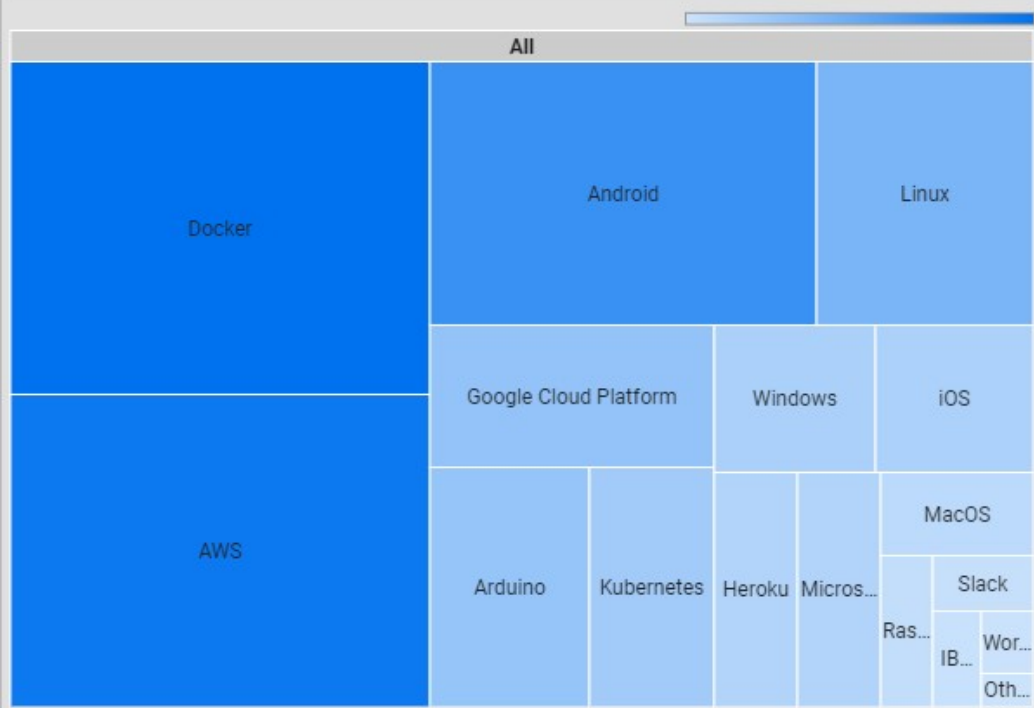 All
Docker
Android
Linux
Google Cloud Platform
Windows
iOS
AWS
Arduino
Kubernetes
Heroku
Micros...
MacOS
Slack
Ras...
IB...
Wor...
Oth...